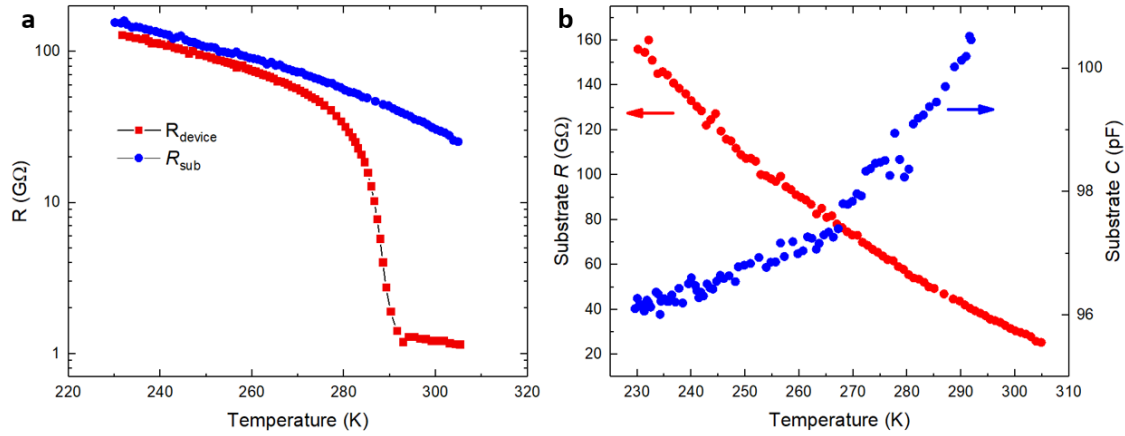 a
100
10
1
R (GΩ)
R_device
R_sub
220 240 260 280 300 320
Temperature (K)
b
160
140
120
100
80
60
40
20
Substrate R (GΩ)
100
98
96
Substrate C (pF)
230 240 250 260 270 280 290 300 310
Temperature (K)